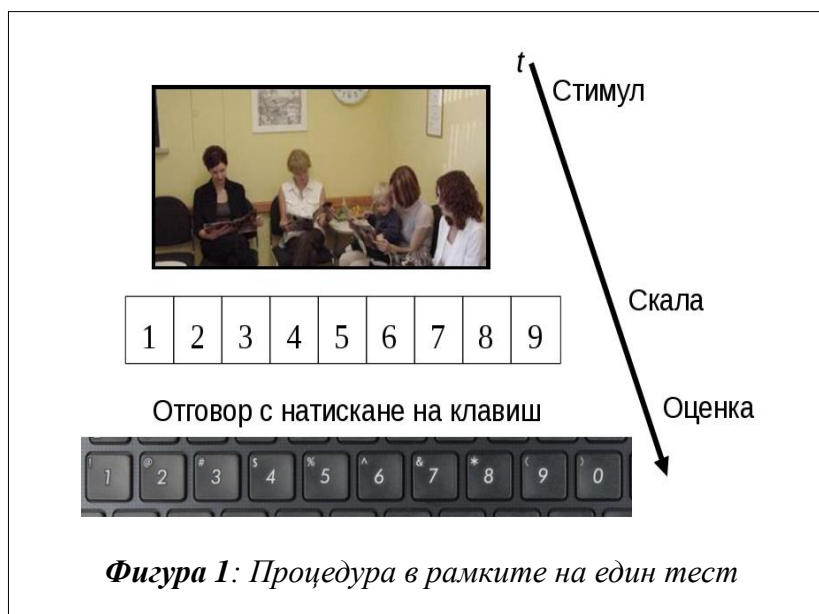 t
Стимул
1 2 3 4 5 6 7 8 9
Скала
Отговор с натискане на клавиш
Оценка
! @ # $ % ^ & * ( )
1 2 3 4 5 6 7 8 9 0
Фигура 1: Процедура в рамките на един тест